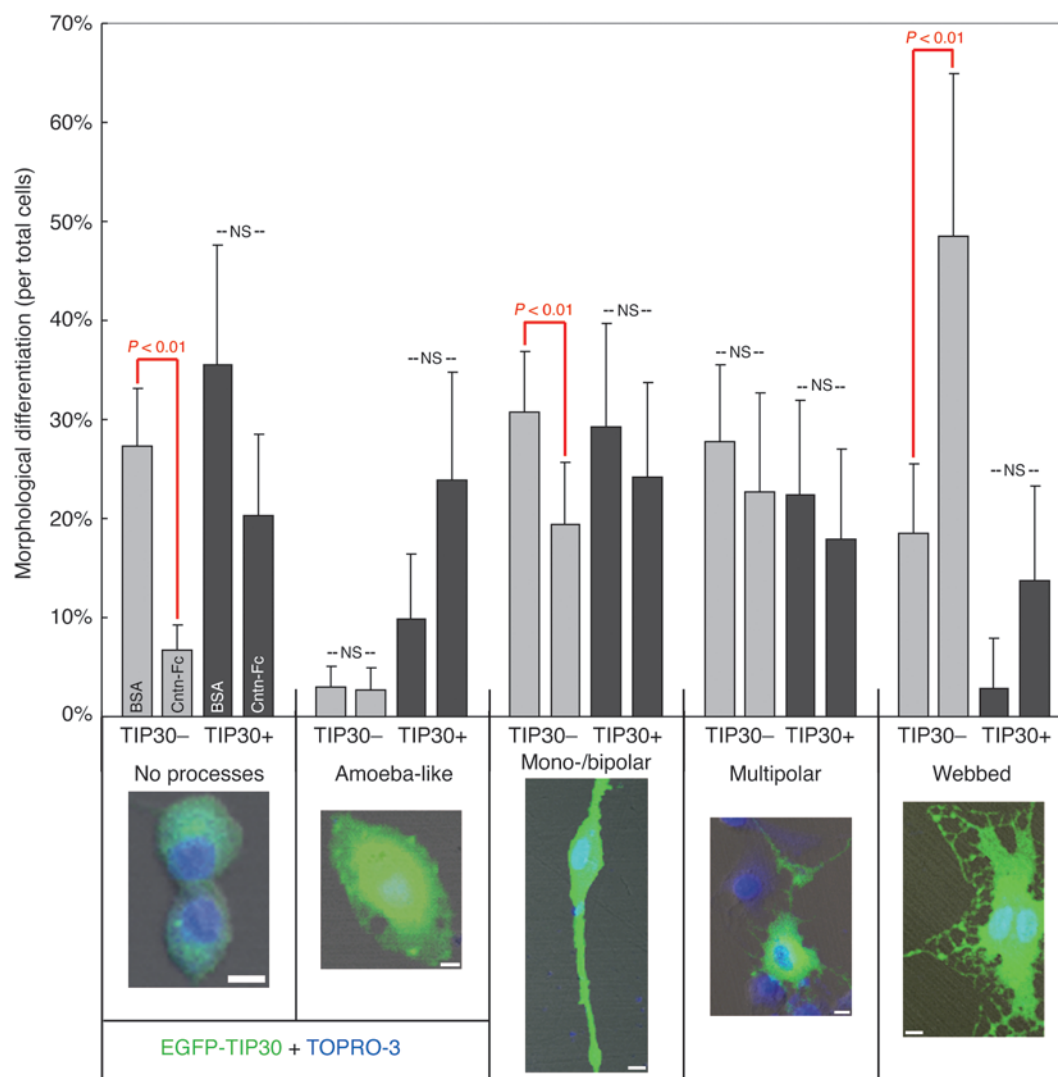 Morphological differentiation (per total cells)
70%
60%
50%
40%
30%
20%
10%
0%
P < 0.01
-- NS --
-- NS --
-- NS --
P < 0.01
-- NS --
-- NS --
-- NS --
P < 0.01
-- NS --
BSA
Cntn-Fc
BSA
Cntn-Fc
TIP30– TIP30+
TIP30– TIP30+
TIP30– TIP30+
TIP30– TIP30+
TIP30– TIP30+
No processes
Amoeba-like
Mono-/bipolar
Multipolar
Webbed
EGFP-TIP30 + TOPRO-3